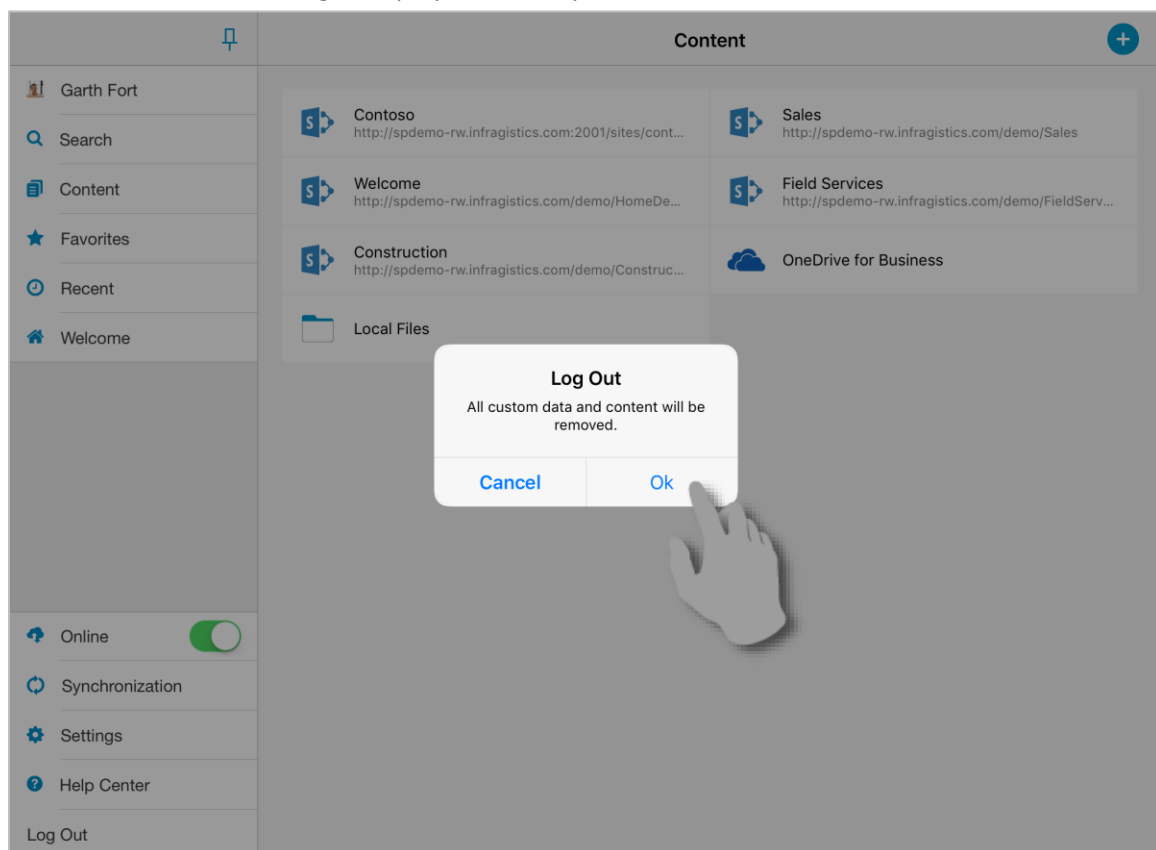 Content
Garth Fort
Search
Content
Favorites
Recent
Welcome
Contoso
http://spdemo-rw.infragistics.com:2001/sites/cont...
Sales
http://spdemo-rw.infragistics.com/demo/Sales
Welcome
http://spdemo-rw.infragistics.com/demo/HomeDe...
Field Services
http://spdemo-rw.infragistics.com/demo/FieldServ...
Construction
http://spdemo-rw.infragistics.com/demo/Construc...
OneDrive for Business
Local Files
Log Out
All custom data and content will be
removed.
Cancel
Ok
Online
Synchronization
Settings
Help Center
Log Out